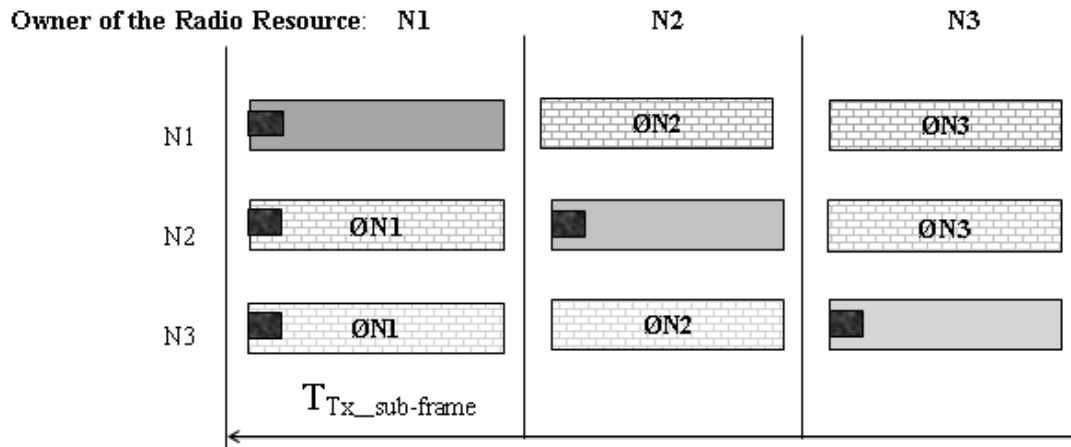 Owner of the Radio Resource: N1 N2 N3
N1 ØN2 ØN3
N2 ØN1 ØN3
N3 ØN1 ØN2
TTx_sub-frame